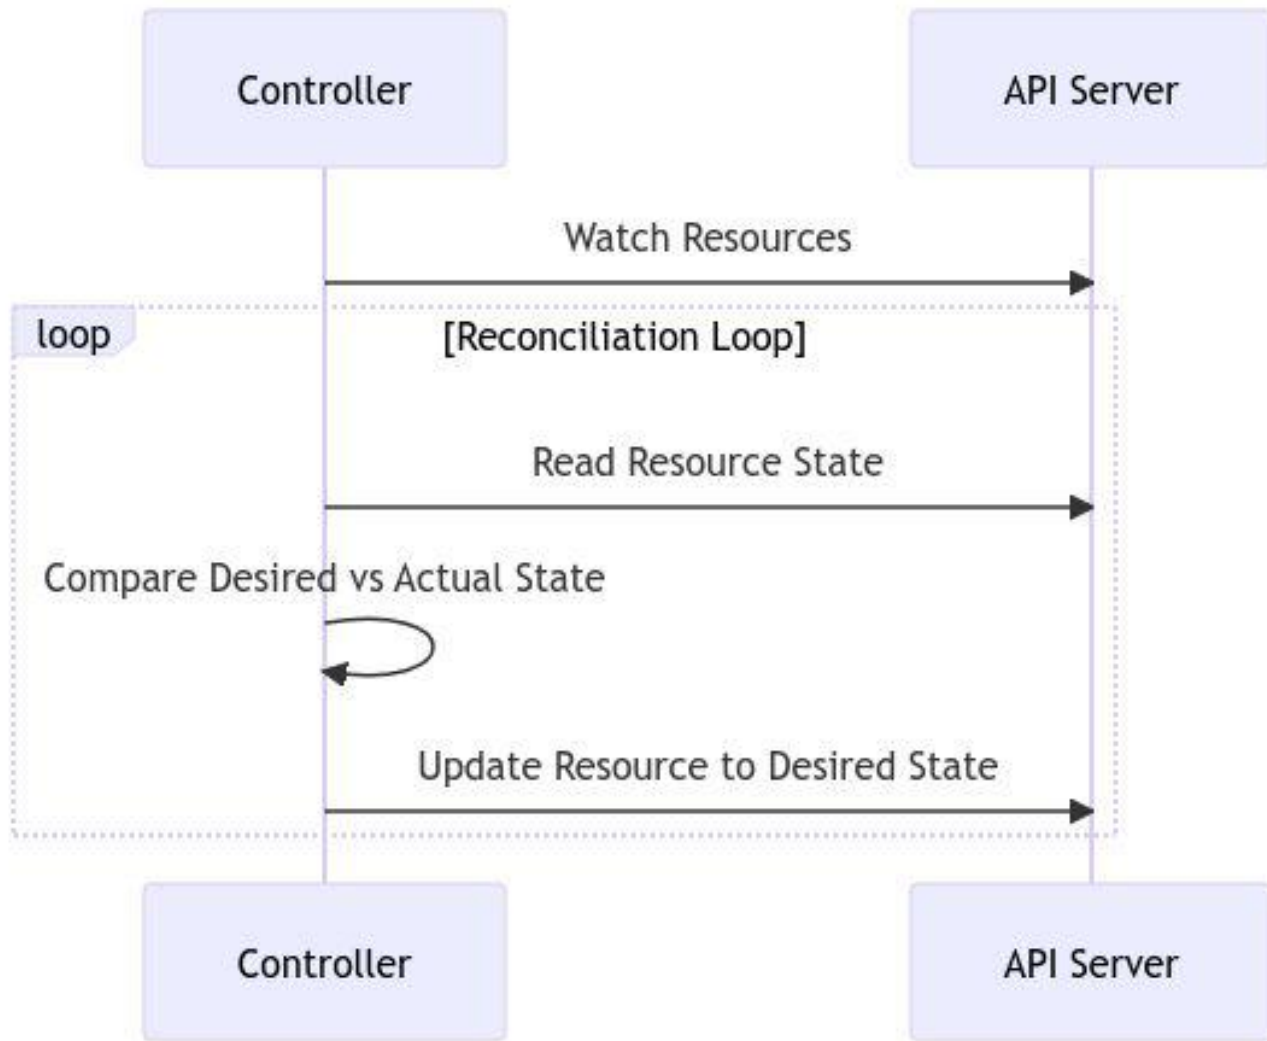 Controller
API Server
Watch Resources
loop
[Reconciliation Loop]
Read Resource State
Compare Desired vs Actual State
Update Resource to Desired State
Controller
API Server